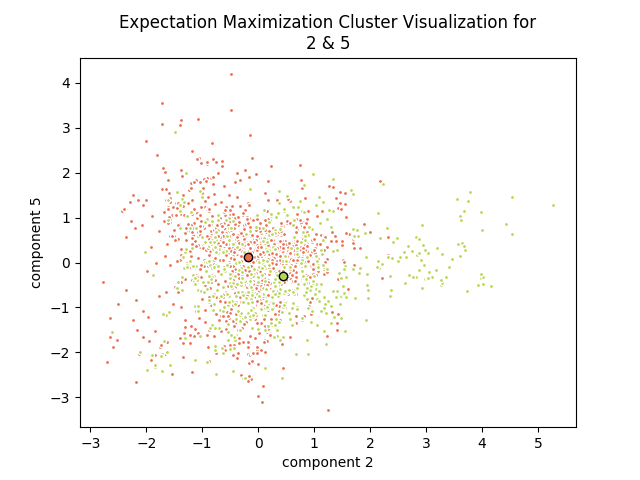 Expectation Maximization Cluster Visualization for
2 & 5
4
3
2
1
0
−1
−2
−3
component 5
−3 −2 −1 0 1 2 3 4 5
component 2